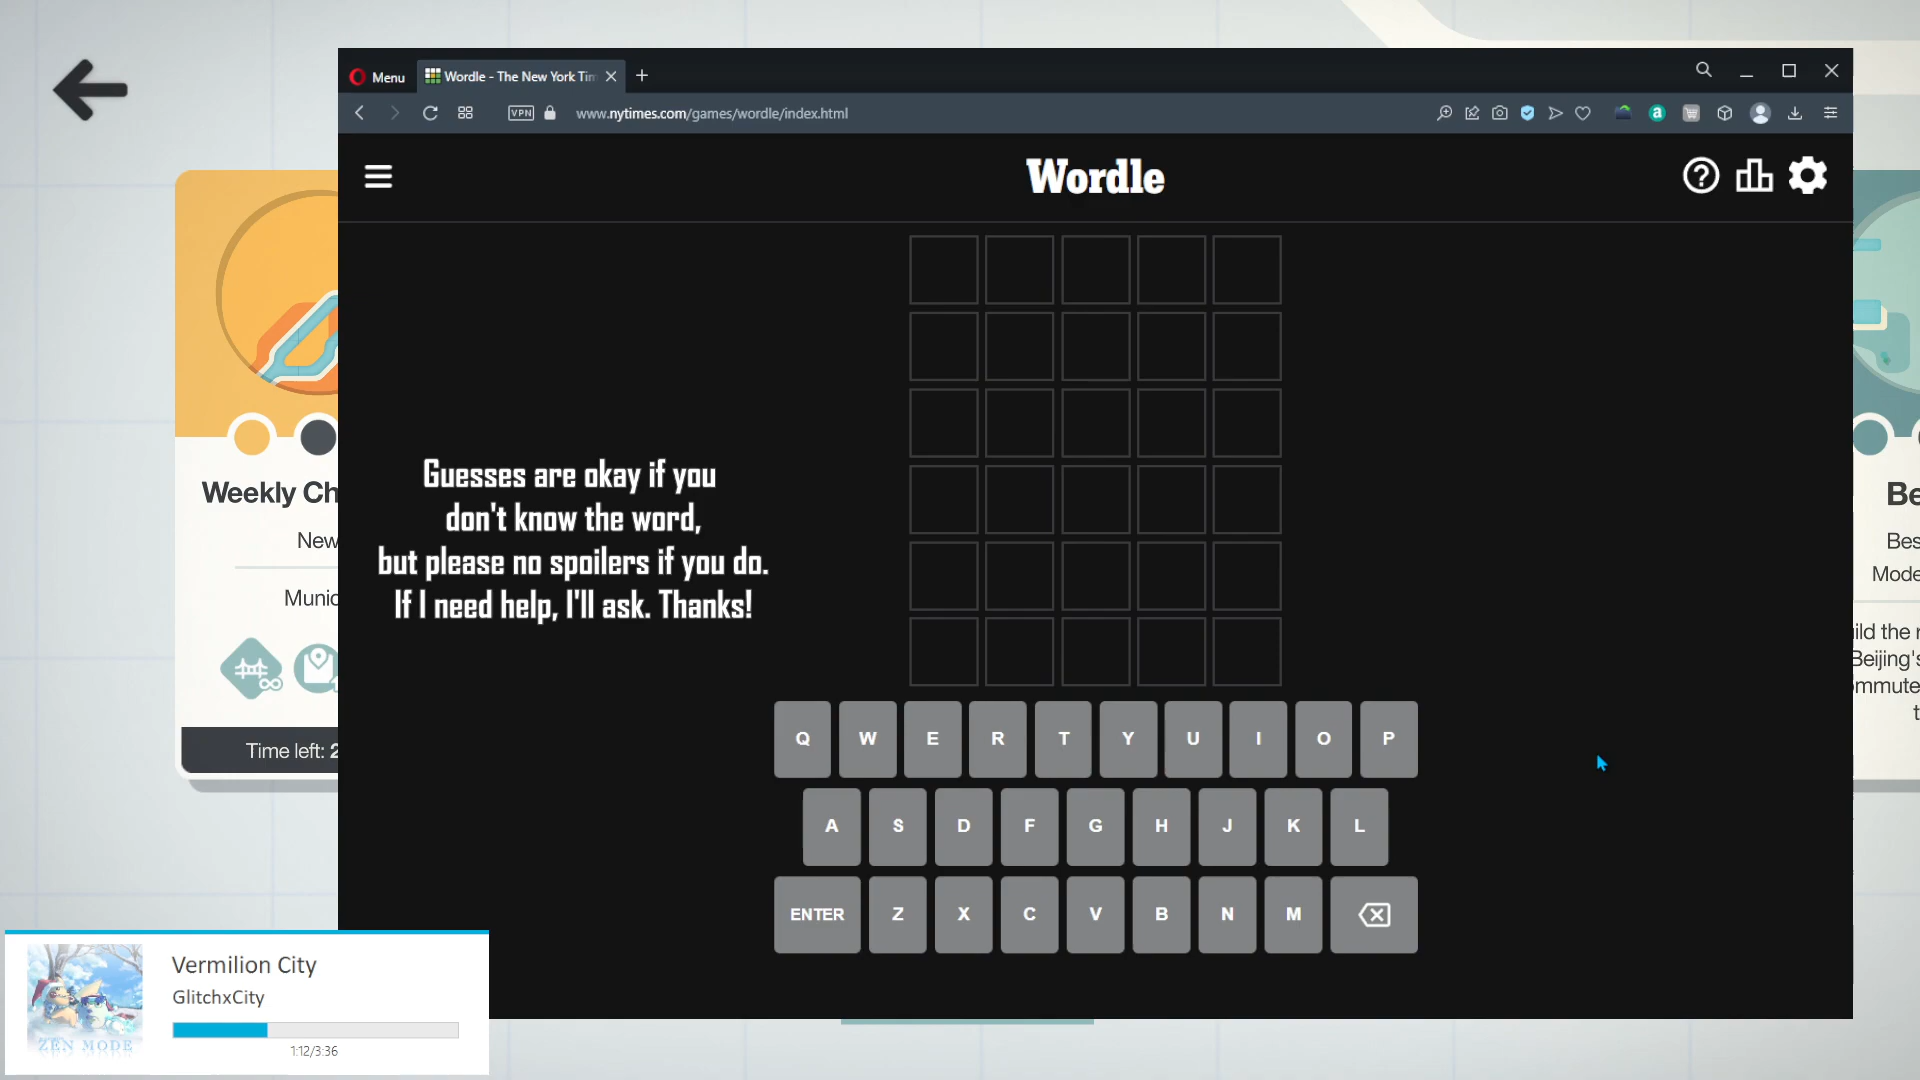 Menu
Wordle - The New York Tim
VPN
www.nytimes.com/games/wordle/index.html
Wordle
Guesses are okay if you
don't know the word,
but please no spoilers if you do.
If I need help, I'll ask. Thanks!
Q W E R T Y U I O P
A S D F G H J K L
ENTER Z X C V B N M
Weekly Ch
New
Munic
Time left: 2
Be
Bes
Mode
ild the r
Beijing's
mmute
t
Vermilion City
GlitchxCity
ZEN MODE
1:12/3:36